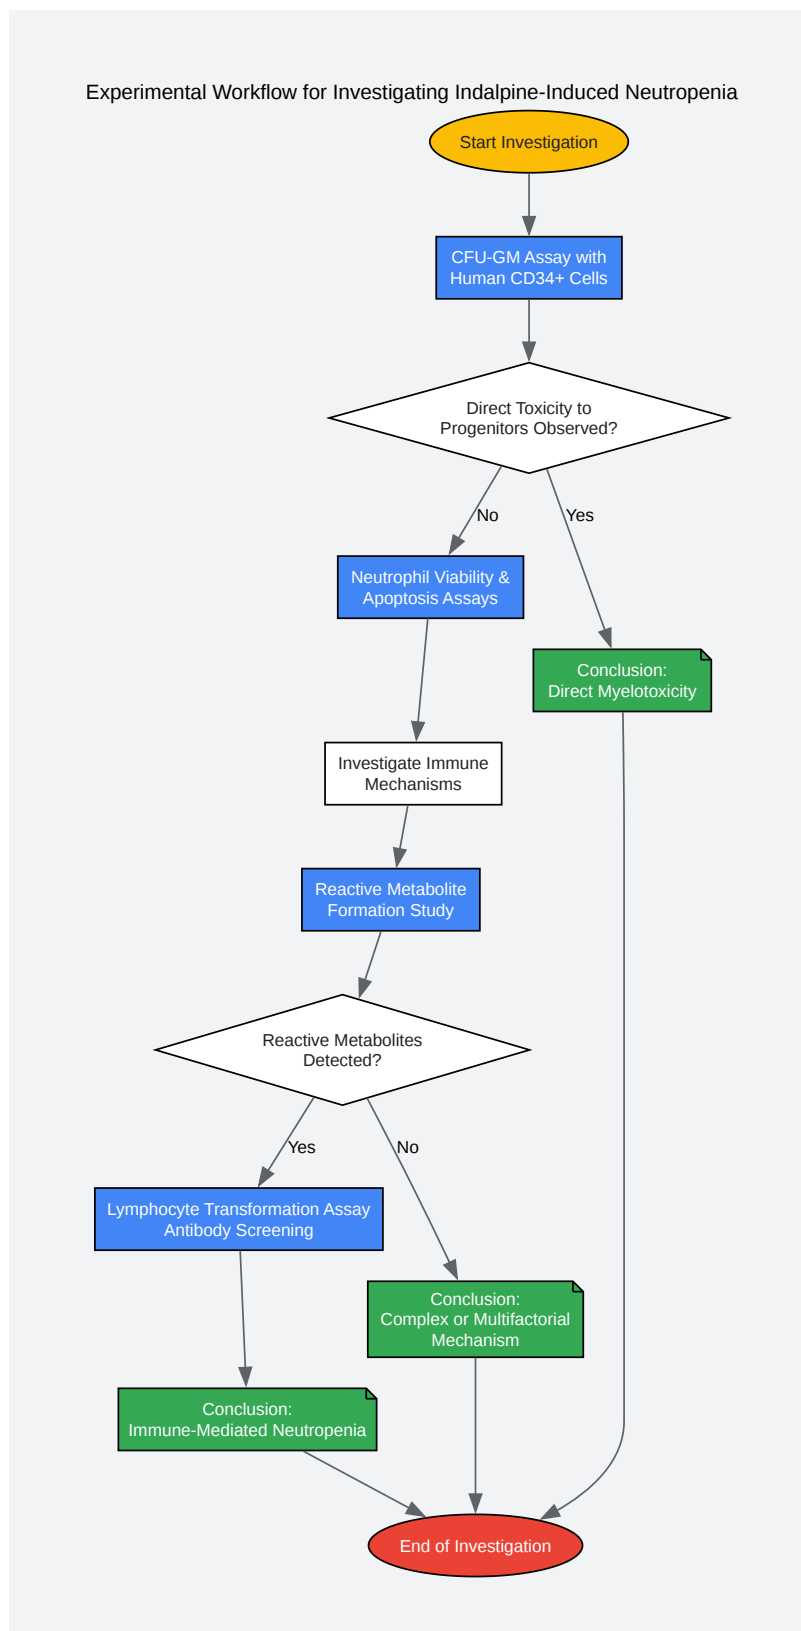 Experimental Workflow for Investigating Indalpine-Induced Neutropenia
Start Investigation
CFU-GM Assay with
Human CD34+ Cells
Direct Toxicity to
Progenitors Observed?
No
Yes
Neutrophil Viability &
Apoptosis Assays
Conclusion:
Direct Myelotoxicity
Investigate Immune
Mechanisms
Reactive Metabolite
Formation Study
Reactive Metabolites
Detected?
Yes
No
Lymphocyte Transformation Assay
Antibody Screening
Conclusion:
Complex or Multifactorial
Mechanism
Conclusion:
Immune-Mediated Neutropenia
End of Investigation